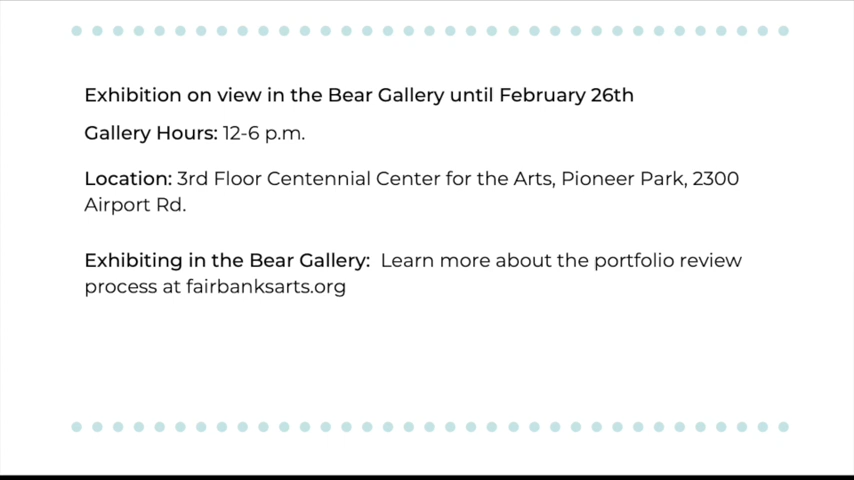 Exhibition on view in the Bear Gallery until February 26th
Gallery Hours: 12-6 p.m.
Location: 3rd Floor Centennial Center for the Arts, Pioneer Park, 2300
Airport Rd.
Exhibiting in the Bear Gallery: Learn more about the portfolio review
process at fairbanksarts.org